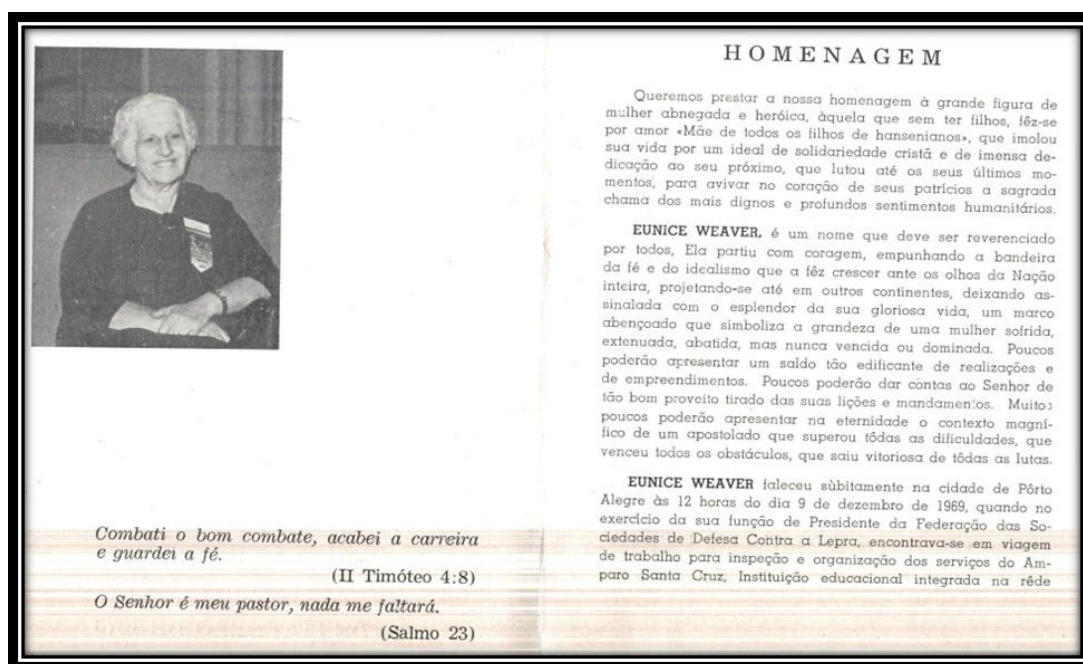 Combati o bom combate, acabei a carreira
e guardei a fé.
(II Timóteo 4:8)
O Senhor é meu pastor, nada me faltará.
(Salmo 23)
HOMENAGEM
Queremos prestar a nossa homenagem à grande figura de
mulher abnegada e heróica, àquela que sem ter filhos, fêz-se
por amor «Mãe de todos os filhos de hansenianos», que imolou
sua vida por um ideal de solidariedade cristã e de imensa de-
dicação ao seu próximo, que lutou até os seus últimos mo-
mentos, para avivar no coração de seus patrícios a sagrada
chama dos mais dignos e profundos sentimentos humanitários.
EUNICE WEAVER, é um nome que deve ser reverenciado
por todos, Ela partiu com coragem, empunhando a bandeira
da fé e do idealismo que a fêz crescer ante os olhos da Nação
inteira, projetando-se até em outros continentes, deixando as-
sinalada com o esplendor da sua gloriosa vida, um marco
abençoado que simboliza a grandeza de uma mulher sofrida,
extenuada, abatida, mas nunca vencida ou dominada. Poucos
poderão apresentar um saldo tão edificante de realizações e
de empreendimentos. Poucos poderão dar contas ao Senhor de
tão bom proveito tirado das suas lições e mandamentos. Muitos
poucos poderão apresentar na eternidade o contexto magní-
fico de um apostolado que superou tôdas as dificuldades, que
venceu todos os obstáculos, que saiu vitoriosa de tôdas as lutas.
EUNICE WEAVER faleceu sùbitamente na cidade de Pôrto
Alegre às 12 horas do dia 9 de dezembro de 1969, quando no
exercício da sua função de Presidente da Federação das So-
ciedades de Defesa Contra a Lepra, encontrava-se em viagem
de trabalho para inspeção e organização dos serviços do Am-
paro Santa Cruz, Instituição educacional integrada na rêde